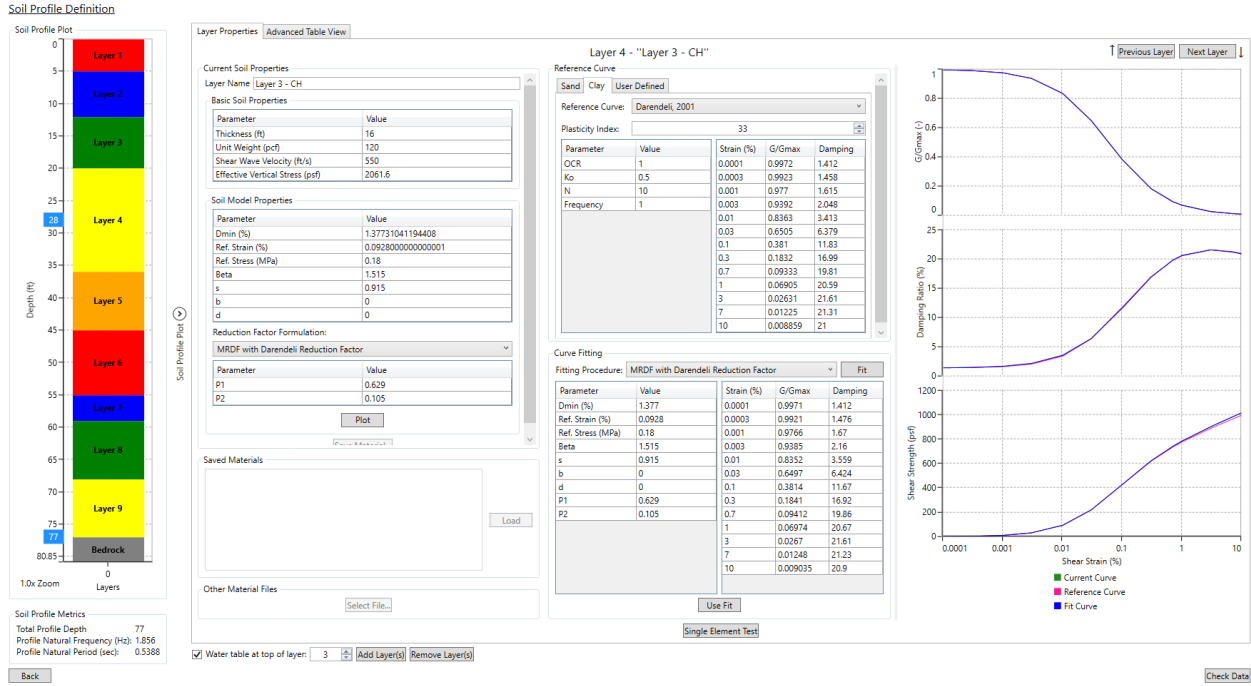 Soil Profile Definition
Soil Profile Plot
0
5
10
15
20
25
28
30
35
40
45
50
55
60
65
70
75
77
80.85
Depth (ft)
Layer 1
Layer 2
Layer 3
Layer 4
Layer 5
Layer 6
Layer 7
Layer 8
Layer 9
Bedrock
0
1.0x Zoom
Layers
Soil Profile Metrics
Total Profile Depth 77
Profile Natural Frequency (Hz): 1.856
Profile Natural Period (sec): 0.5388
Back
Soil Profile Plot
Layer Properties Advanced Table View
Layer 4 - "Layer 3 - CH"
↑ Previous Layer Next Layer ↓
Current Soil Properties
Layer Name Layer 3 - CH
Basic Soil Properties
Parameter Value
Thickness (ft) 16
Unit Weight (pcf) 120
Shear Wave Velocity (ft/s) 550
Effective Vertical Stress (psf) 2061.6
Soil Model Properties
Parameter Value
Dmin (%) 1.37731041194408
Ref. Strain (%) 0.0928000000000001
Ref. Stress (MPa) 0.18
Beta 1.515
s 0.915
b 0
d 0
Reduction Factor Formulation:
MRDF with Darendeli Reduction Factor
Parameter Value
P1 0.629
P2 0.105
Plot
Save Material
Saved Materials
Load
Other Material Files
Select File...
Water table at top of layer: 3 Add Layer(s) Remove Layer(s)
Reference Curve
Sand Clay User Defined
Reference Curve: Darendeli, 2001
Plasticity Index: 33
Parameter Value
OCR 1
Ko 0.5
N 10
Frequency 1
Strain (%) G/Gmax Damping
0.0001 0.9972 1.412
0.0003 0.9923 1.458
0.001 0.977 1.615
0.003 0.9392 2.048
0.01 0.8363 3.413
0.03 0.6505 6.379
0.1 0.381 11.83
0.3 0.1832 16.99
0.7 0.09333 19.81
1 0.06905 20.59
3 0.02631 21.61
7 0.01225 21.31
10 0.008859 21
Curve Fitting
Fitting Procedure: MRDF with Darendeli Reduction Factor Fit
Parameter Value
Dmin (%) 1.377
Ref. Strain (%) 0.0928
Ref. Stress (MPa) 0.18
Beta 1.515
s 0.915
b 0
d 0
P1 0.629
P2 0.105
Strain (%) G/Gmax Damping
0.0001 0.9971 1.412
0.0003 0.9921 1.476
0.001 0.9766 1.67
0.003 0.9385 2.16
0.01 0.8352 3.559
0.03 0.6497 6.424
0.1 0.3814 11.67
0.3 0.1841 16.92
0.7 0.09412 19.86
1 0.06974 20.67
3 0.0267 21.61
7 0.01248 21.23
10 0.009035 20.9
Use Fit
Single Element Test
G/Gmax (-)
1
0.8
0.6
0.4
0.2
0
Damping Ratio (%)
25
20
15
10
5
0
Shear Strength (psf)
1200
1000
800
600
400
200
0
0.0001 0.001 0.01 0.1 1 10
Shear Strain (%)
Current Curve
Reference Curve
Fit Curve
Check Data